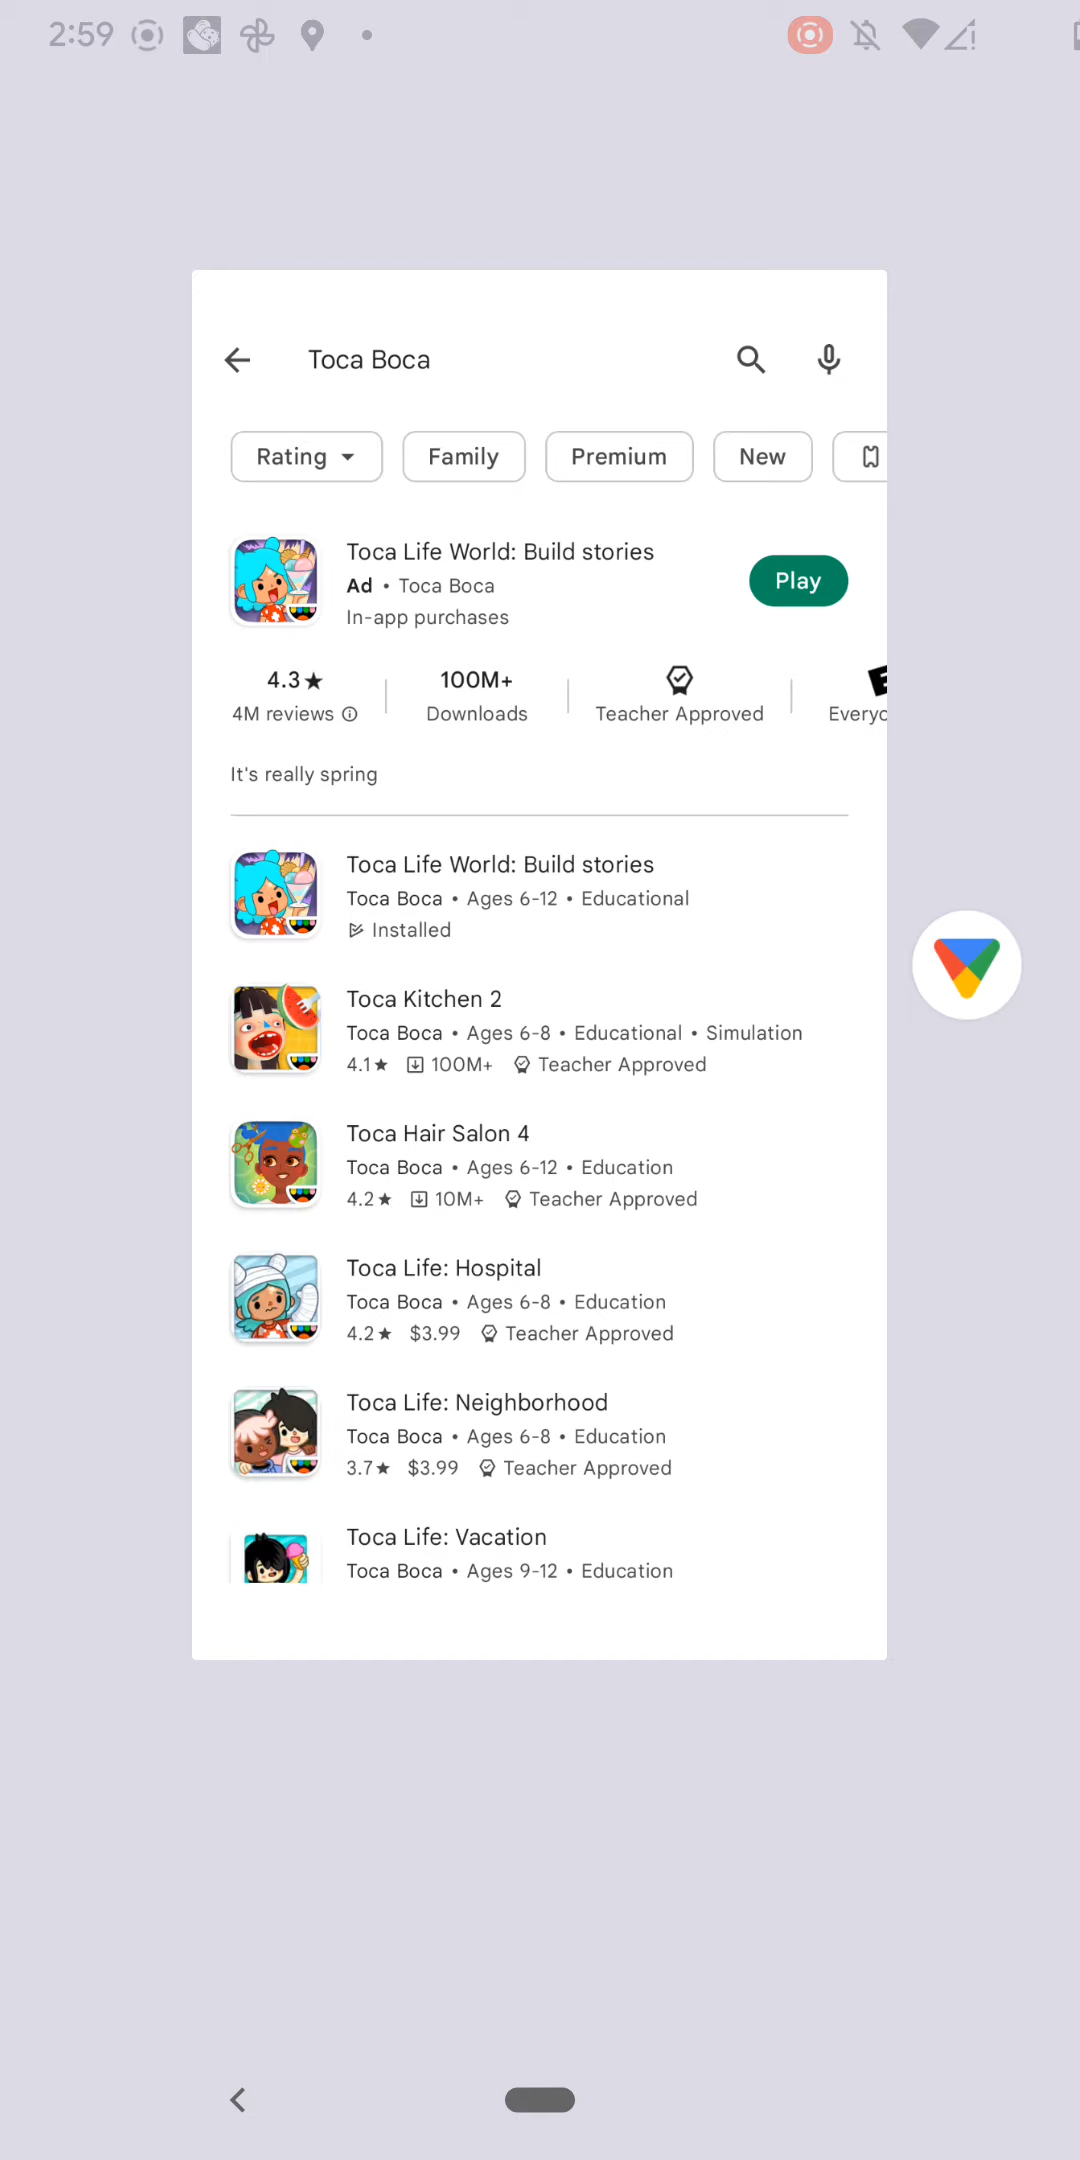 2:59
Toca Boca
Rating
Family
Premium
New
Toca Life World: Build stories
Ad • Toca Boca
In-app purchases
Play
4.3★
4M reviews
100M+
Downloads
Teacher Approved
Everyo
It's really spring
Toca Life World: Build stories
Toca Boca • Ages 6-12 • Educational
Installed
Toca Kitchen 2
Toca Boca • Ages 6-8 • Educational • Simulation
4.1★ 100M+ Teacher Approved
Toca Hair Salon 4
Toca Boca • Ages 6-12 • Education
4.2★ 10M+ Teacher Approved
Toca Life: Hospital
Toca Boca • Ages 6-8 • Education
4.2★ $3.99 Teacher Approved
Toca Life: Neighborhood
Toca Boca • Ages 6-8 • Education
3.7★ $3.99 Teacher Approved
Toca Life: Vacation
Toca Boca • Ages 9-12 • Education